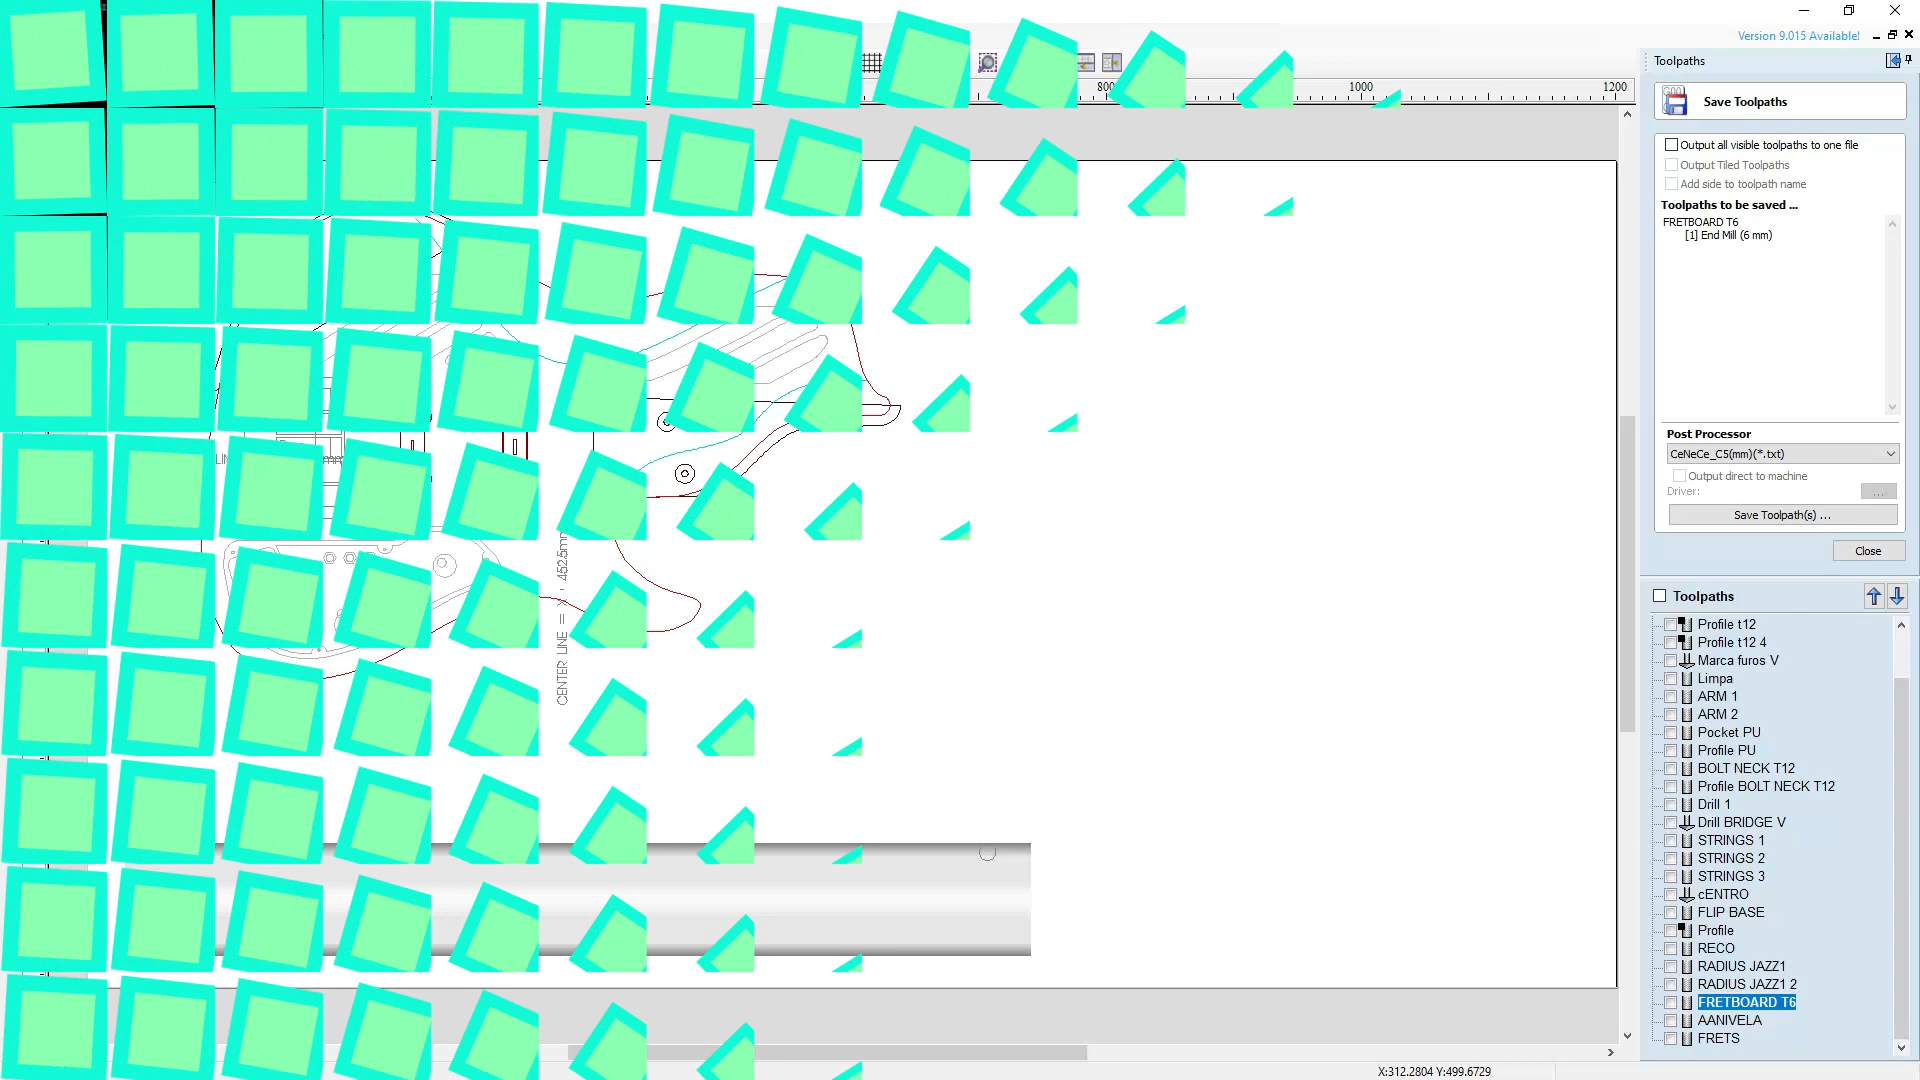 Version 9.015 Available!
Toolpaths
800
1000
1200
Save Toolpaths
Output all visible toolpaths to one file
Output Tiled Toolpaths
Add side to toolpath name
Toolpaths to be saved ...
FRETBOARD T6
[1] End Mill (6 mm)
Post Processor
CeNeCe_C5(mm)(*.txt)
Output direct to machine
Driver:
...
Save Toolpath(s) ...
Close
CENTER LINE = X - 452.5mm
Toolpaths
Profile t12
Profile t12 4
Marca furos V
Limpa
ARM 1
ARM 2
Pocket PU
Profile PU
BOLT NECK T12
Profile BOLT NECK T12
Drill 1
Drill BRIDGE V
STRINGS 1
STRINGS 2
STRINGS 3
cENTRO
FLIP BASE
Profile
RECO
RADIUS JAZZ1
RADIUS JAZZ1 2
FRETBOARD T6
AANIVELA
FRETS
X:312.2804 Y:499.6729